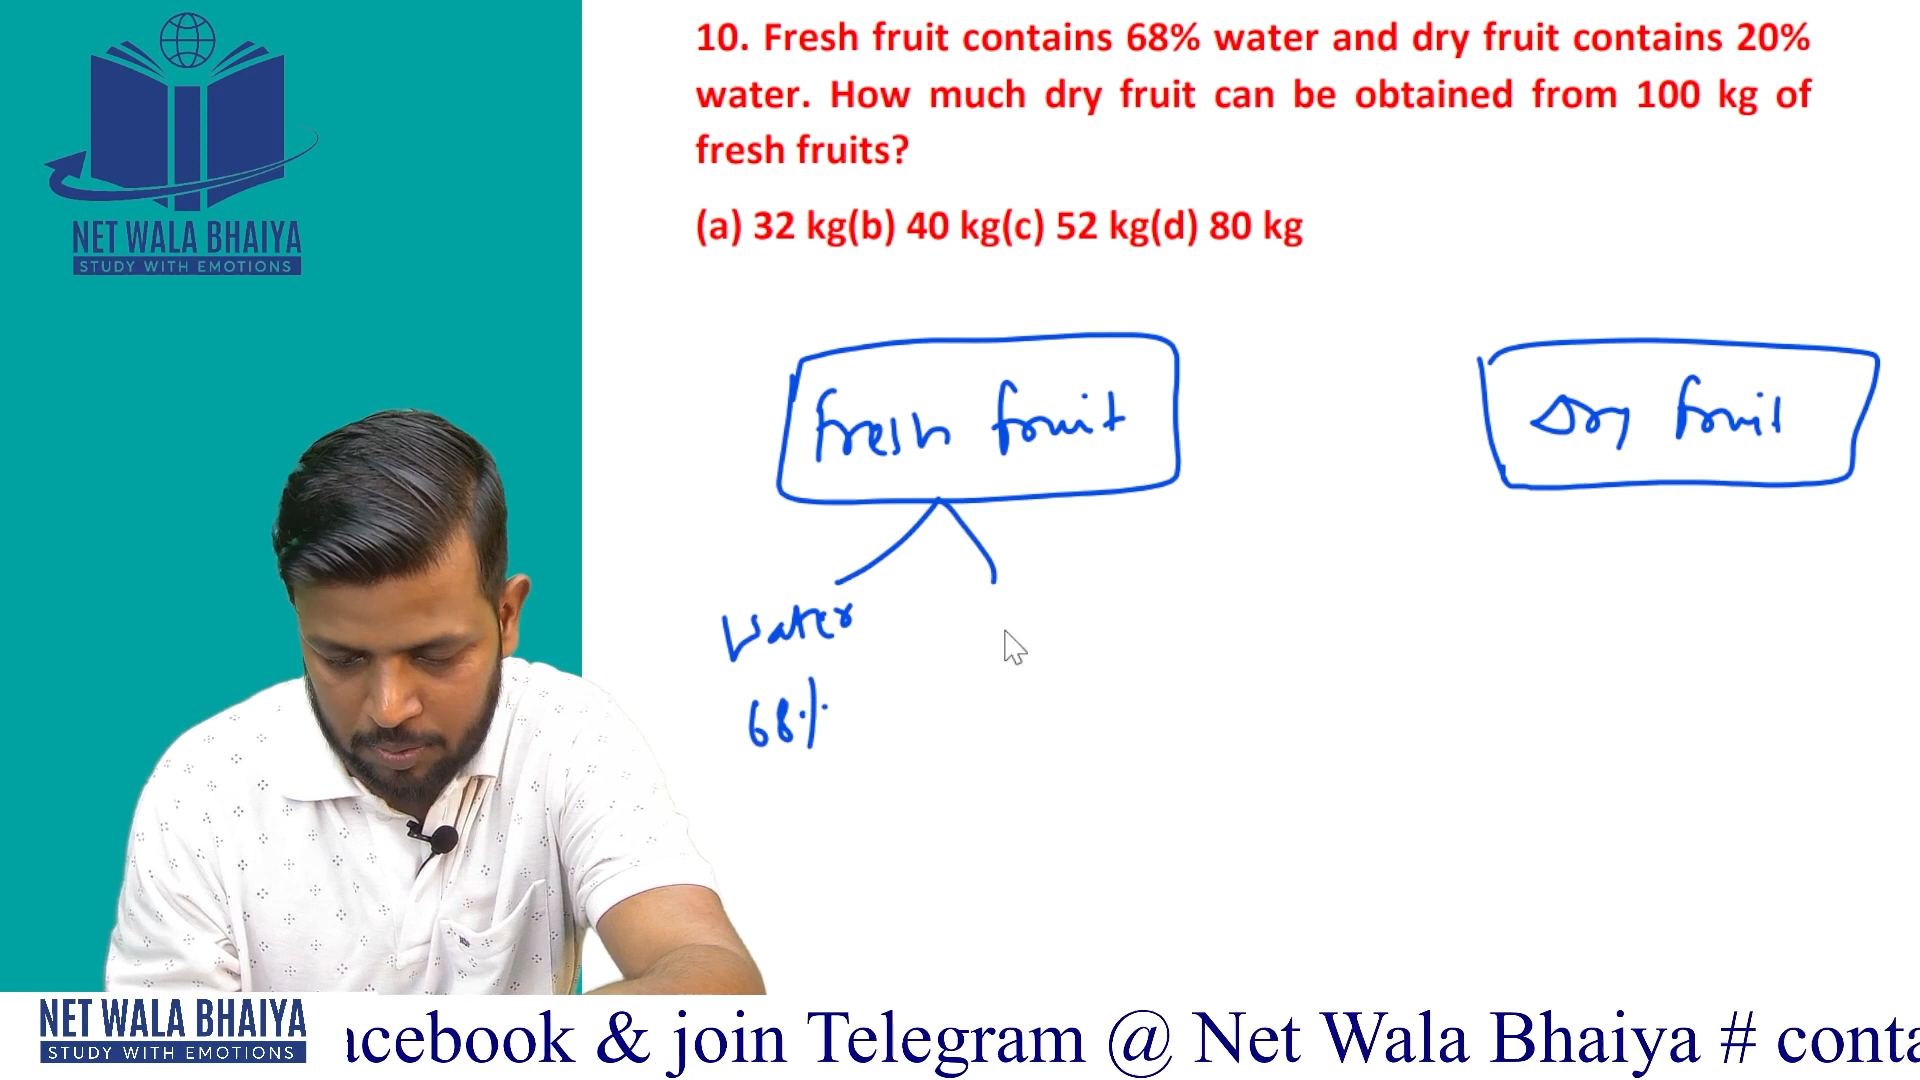 NET WALA BHAIYA
STUDY WITH EMOTIONS
10. Fresh fruit contains 68% water and dry fruit contains 20%
water. How much dry fruit can be obtained from 100 kg of
fresh fruits?
(a) 32 kg(b) 40 kg(c) 52 kg(d) 80 kg
Fresh fruit
Dry fruit
Water
68%
NET WALA BHAIYA
STUDY WITH EMOTIONS
acebook & join Telegram @ Net Wala Bhaiya # conta